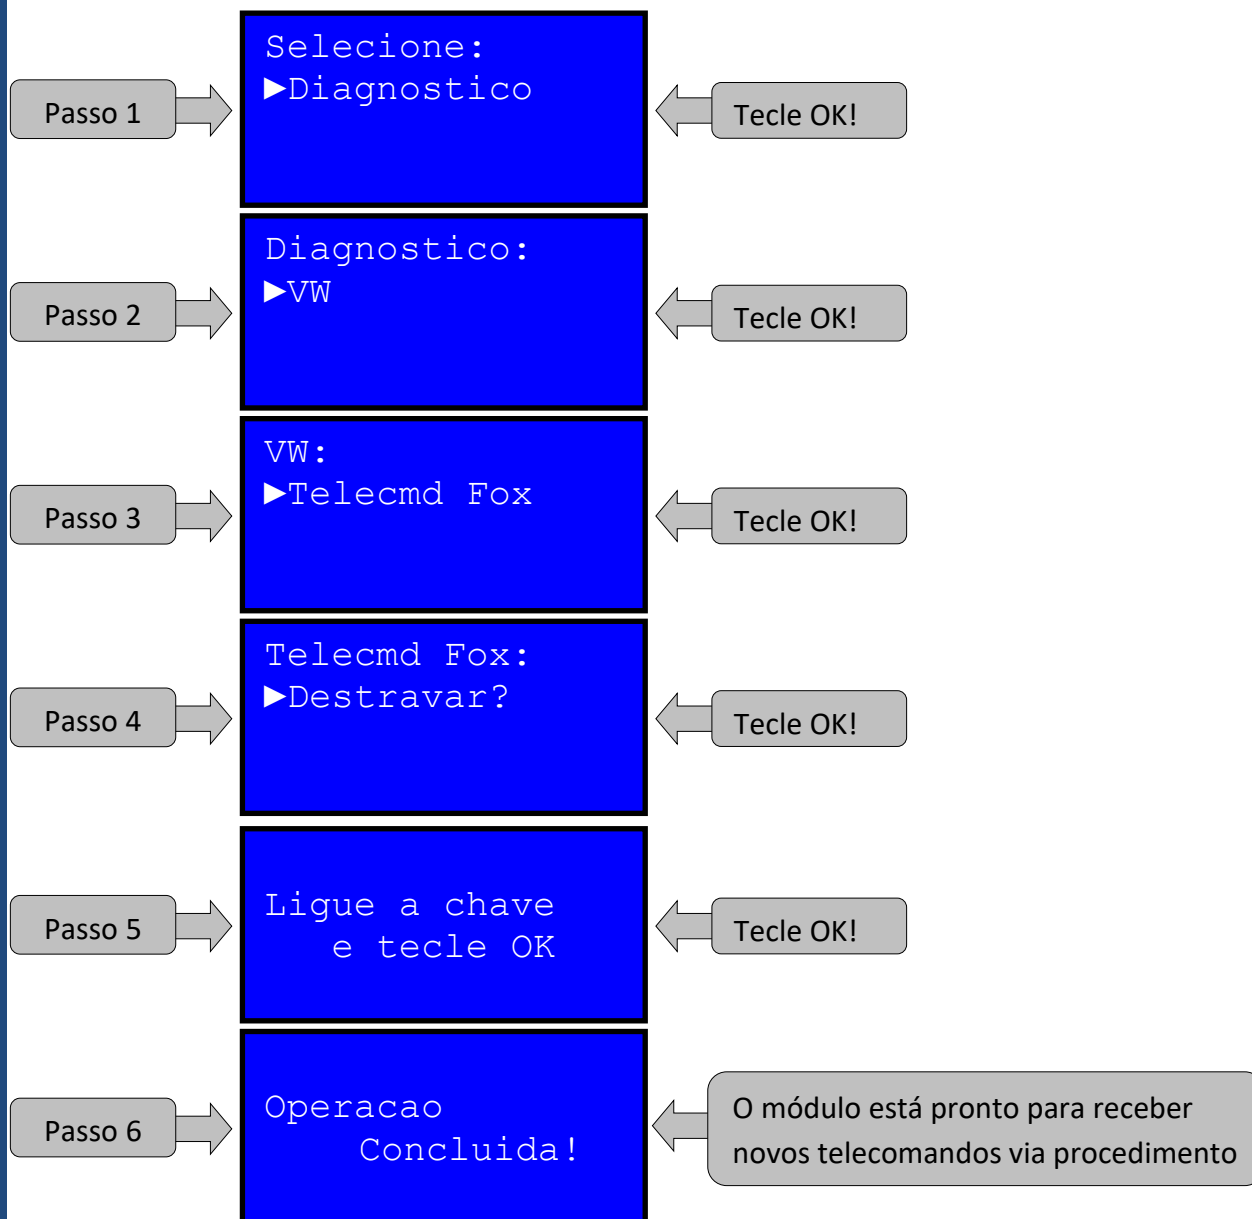 Selecione:
Passo 1
►Diagnostico
Tecle OK!
Diagnostico:
Passo 2
►VW
Tecle OK!
VW:
Passo 3
►Telecmd Fox
Tecle OK!
Telecmd Fox:
Passo 4
►Destravar?
Tecle OK!
Passo 5
Ligue a chave
e tecle OK
Tecle OK!
Passo 6
Operacao
Concluida!
O módulo está pronto para receber
novos telecomandos via procedimento